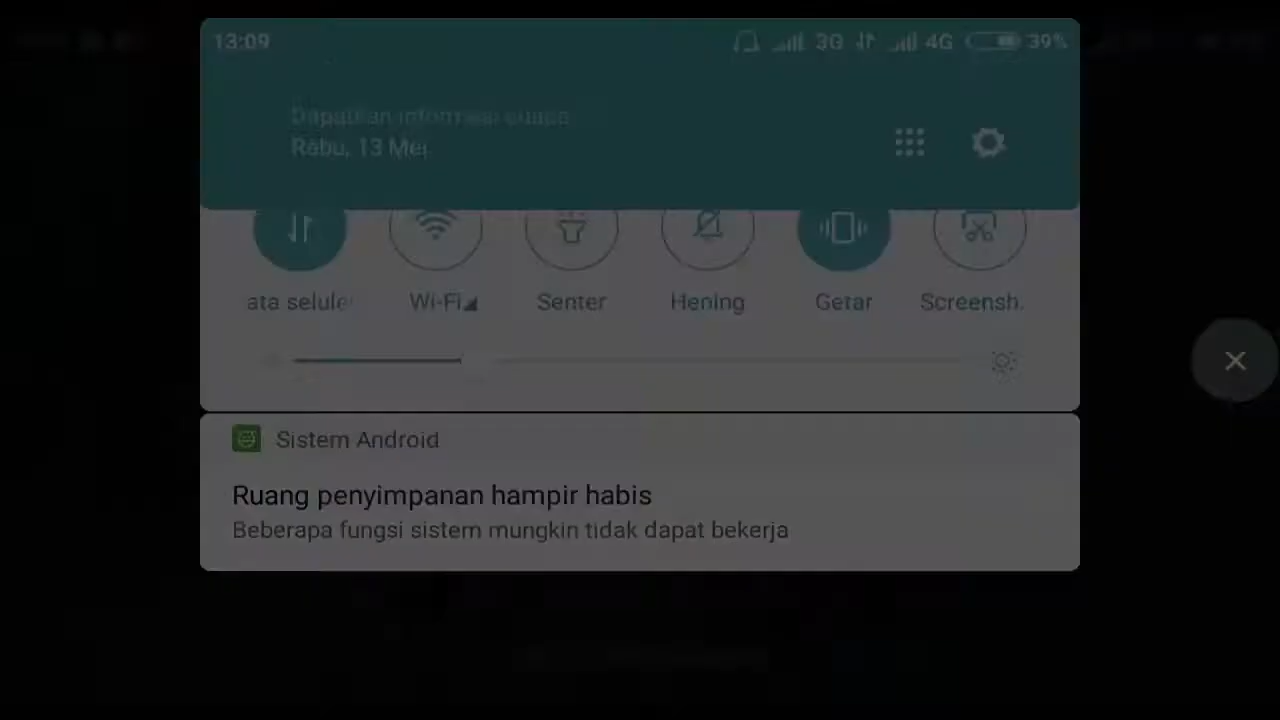 13:09 3G 4G 39%
Dapatkan informasi cuaca
Rabu, 13 Mei
ata selule Wi-Fi Senter Hening Getar Screensh.
Sistem Android
Ruang penyimpanan hampir habis
Beberapa fungsi sistem mungkin tidak dapat bekerja